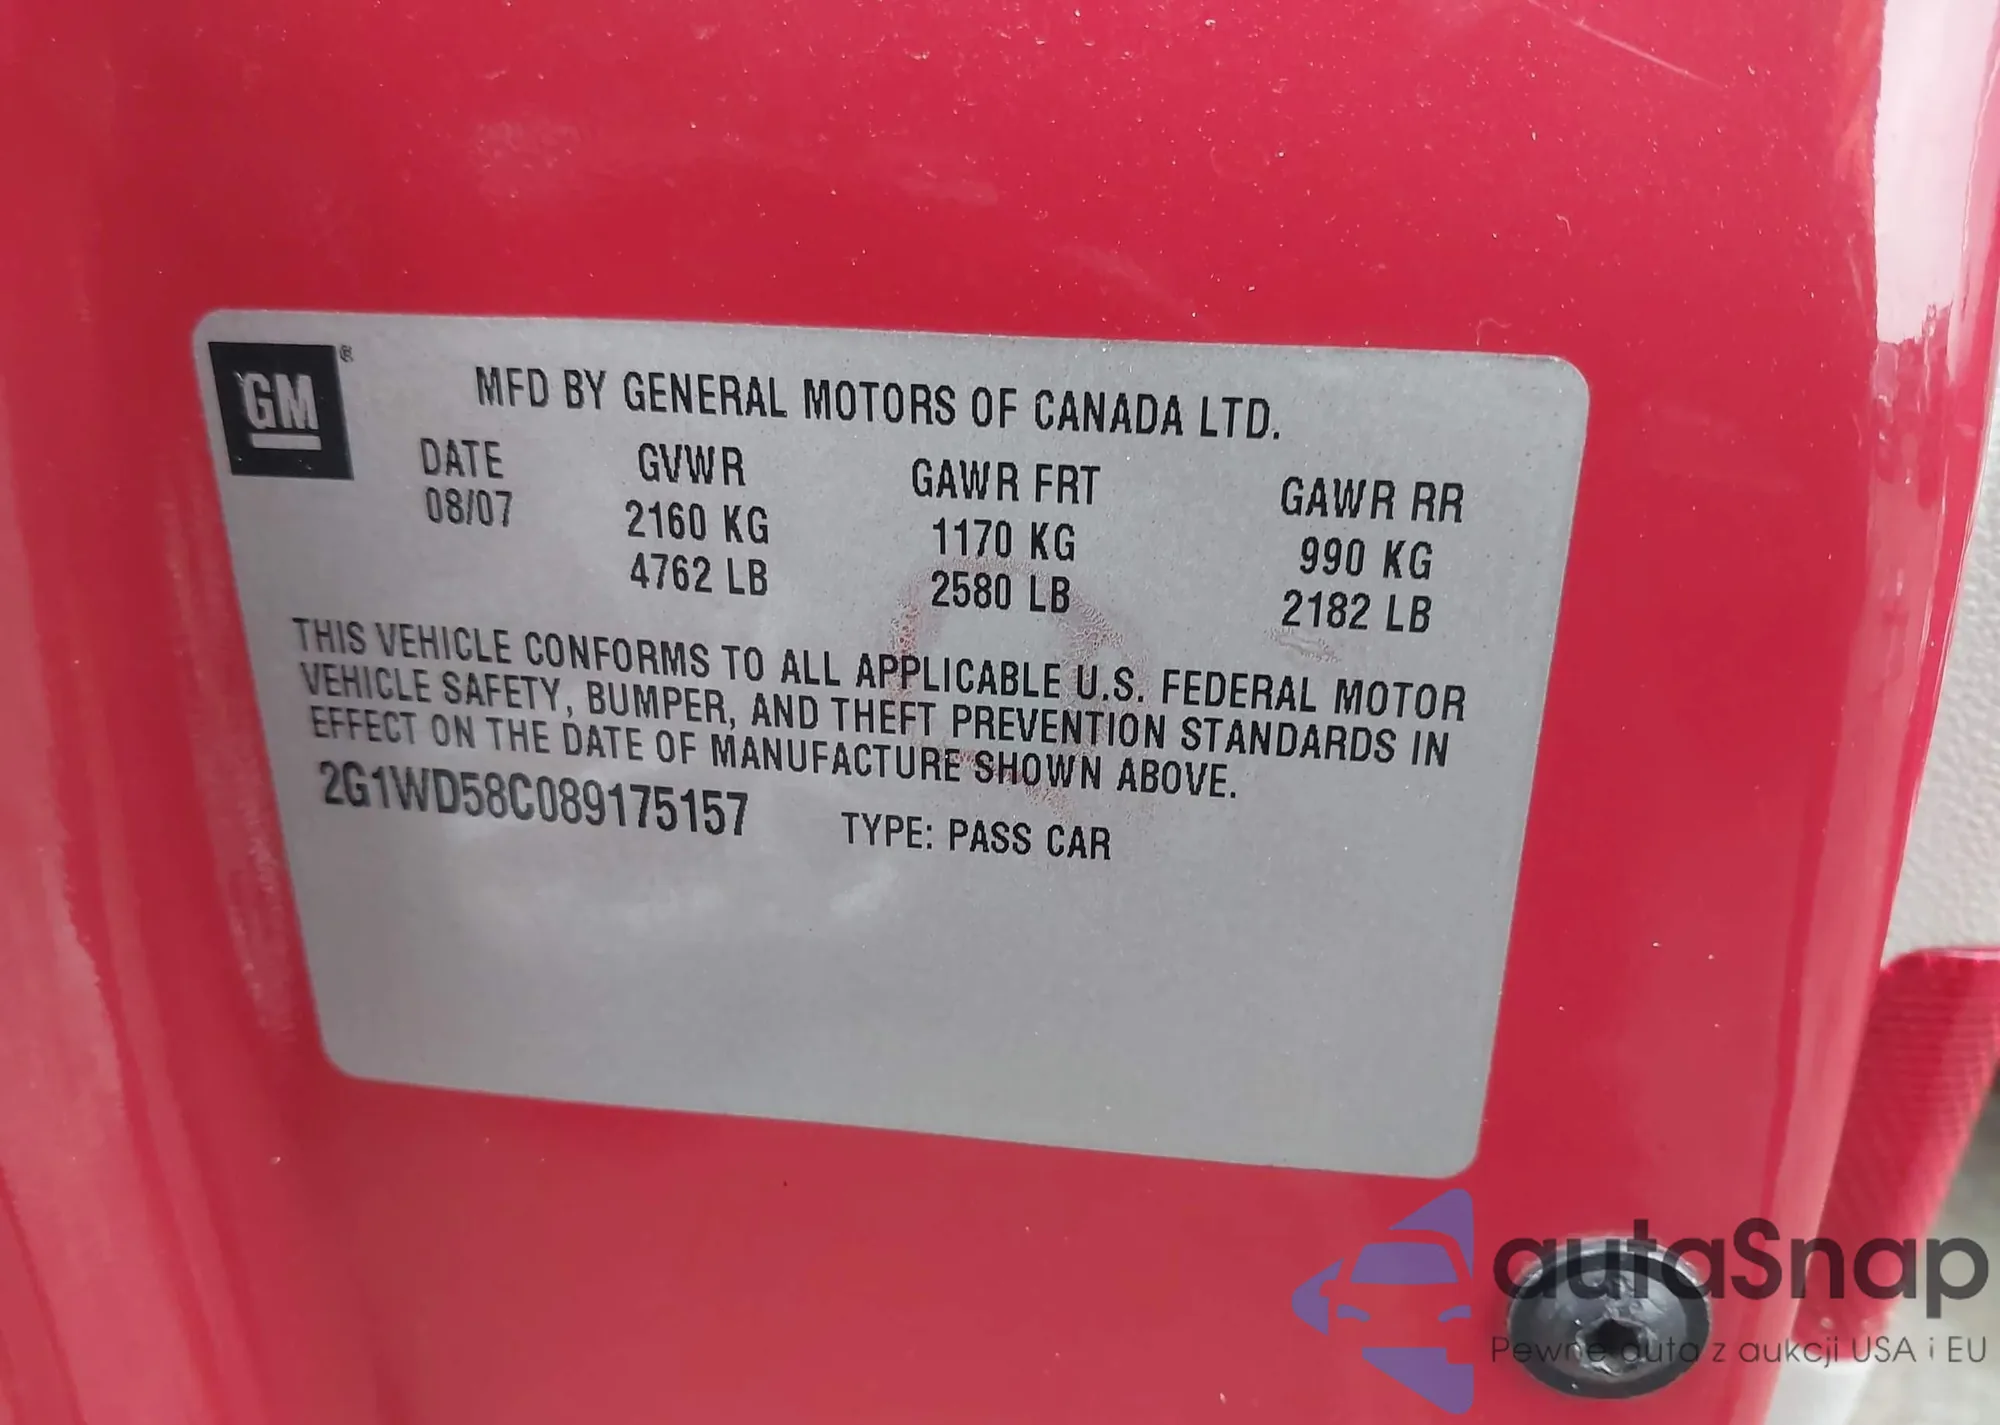 GM®
MFD BY GENERAL MOTORS OF CANADA LTD.
DATE GVWR GAWR FRT GAWR RR
08/07 2160 KG 1170 KG 990 KG
4762 LB 2580 LB 2182 LB
THIS VEHICLE CONFORMS TO ALL APPLICABLE U.S. FEDERAL MOTOR
VEHICLE SAFETY, BUMPER, AND THEFT PREVENTION STANDARDS IN
EFFECT ON THE DATE OF MANUFACTURE SHOWN ABOVE.
2G1WD58C089175157 TYPE: PASS CAR
autaSnap
Pewne auta z aukcji USA i EU